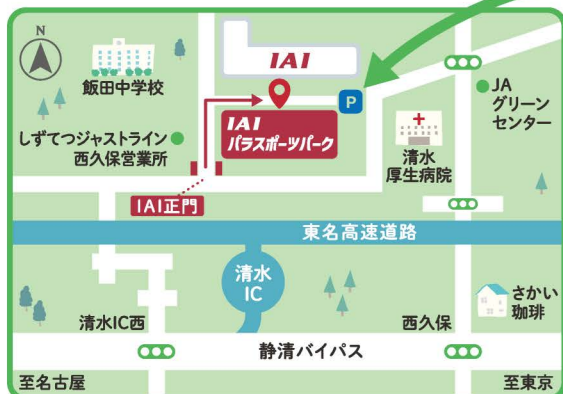 N
IAI
飯田中学校
P
JA
グリーン
センター
IAI
パラスポーツパーク
しずてつジャストライン
西久保営業所
清水
厚生病院
IAI正門
東名高速道路
清水
IC
さかい
珈琲
清水IC西
西久保
静清バイパス
至名古屋
至東京